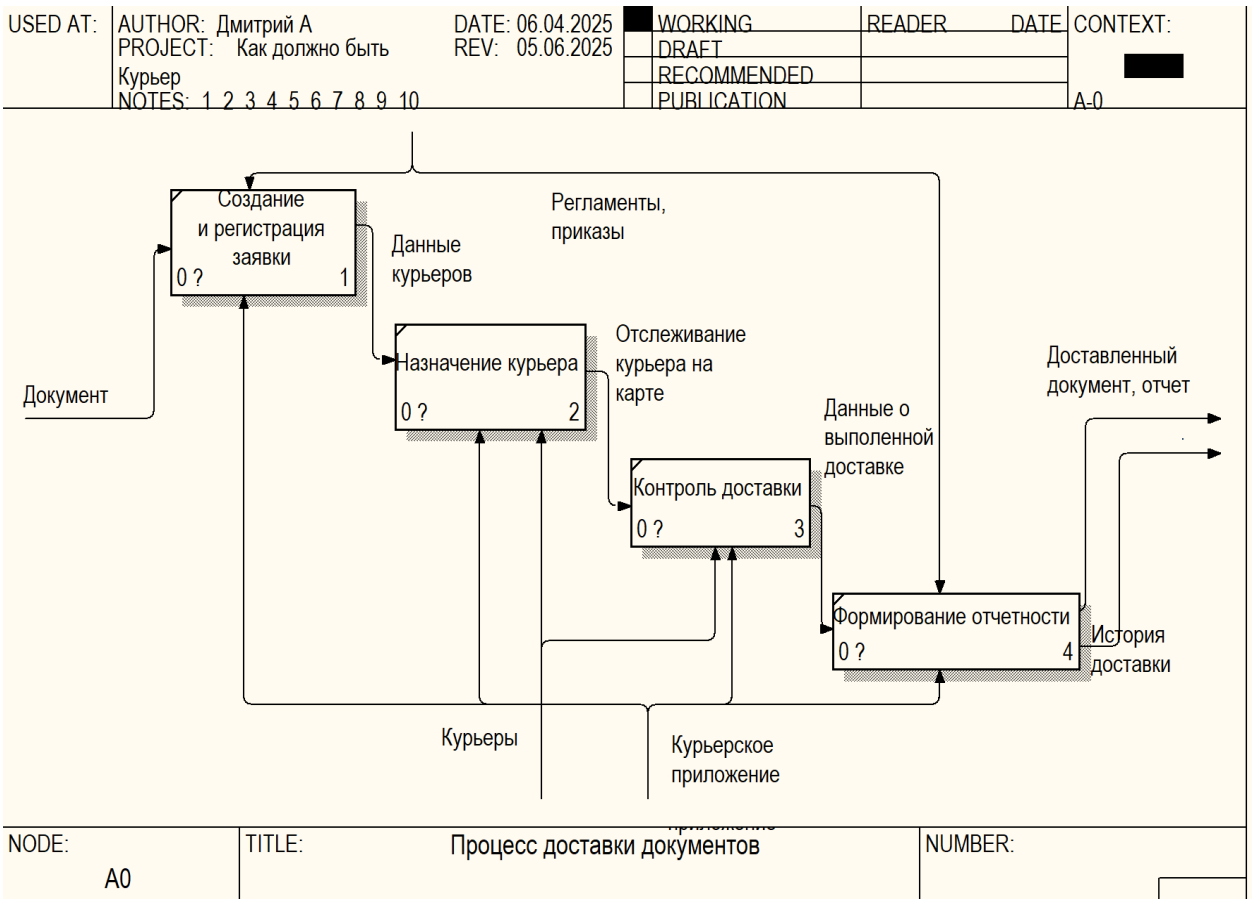 USED AT:
AUTHOR: Дмитрий А
DATE: 06.04.2025
PROJECT: Как должно быть
REV: 05.06.2025
Курьер
NOTES: 1 2 3 4 5 6 7 8 9 10
WORKING
DRAFT
RECOMMENDED
PUBLICATION
READER
DATE
CONTEXT:
A-0
Создание
и регистрация
заявки
0 ?
1
Регламенты,
приказы
Данные
курьеров
Назначение курьера
0 ?
2
Отслеживание
курьера на
карте
Документ
Доставленный
документ, отчет
Данные о
выполенной
доставке
Контроль доставки
0 ?
3
Формирование отчетности
0 ?
4
История
доставки
Курьеры
Курьерское
приложение
приложение
NODE:
A0
TITLE:
Процесс доставки документов
NUMBER: